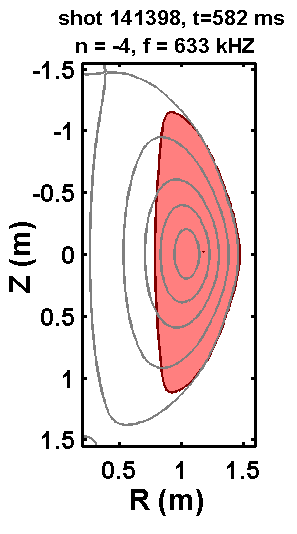 shot 141398, t=582 ms
n = -4, f = 633 kHZ
-1.5
-1
-0.5
0
0.5
1
1.5
Z (m)
0.5 1 1.5
R (m)